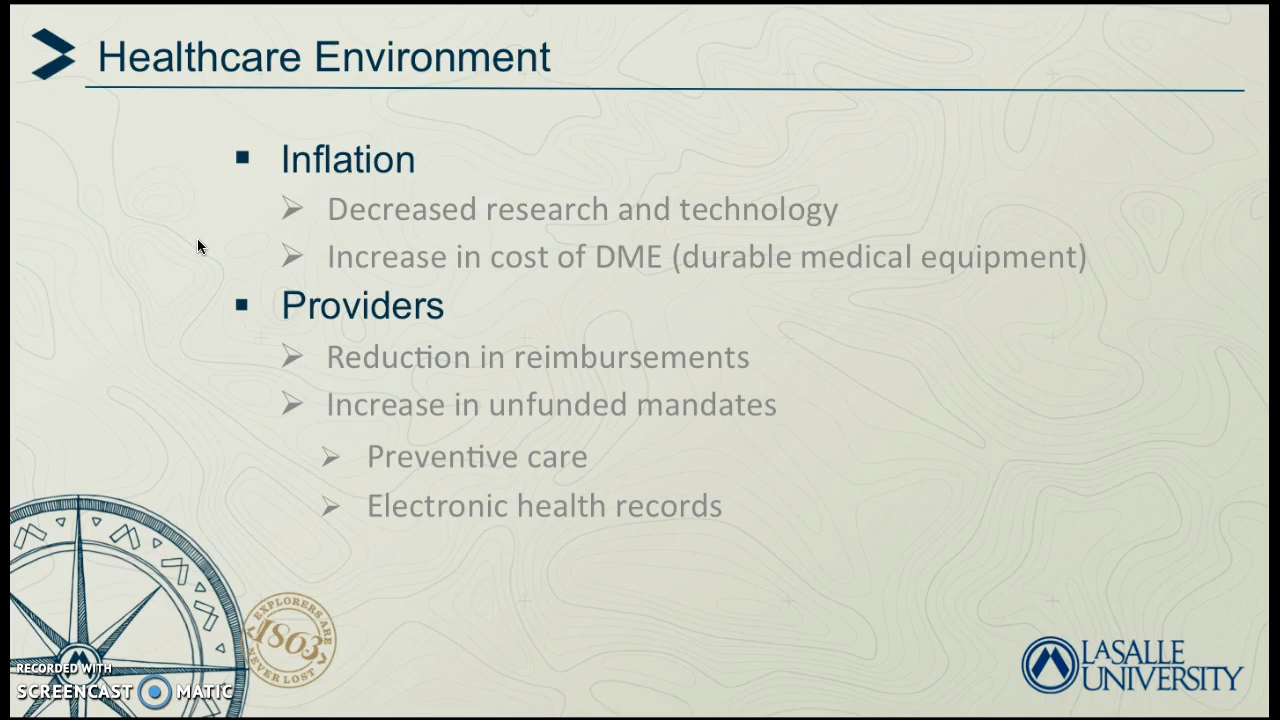 Healthcare Environment
Inflation
Decreased research and technology
Increase in cost of DME (durable medical equipment)
Providers
Reduction in reimbursements
Increase in unfunded mandates
Preventive care
Electronic health records
EXPLORERS ARE
1863
NEVER LOST
RECORDED WITH
SCREENCAST MATIC
LASALLE
UNIVERSITY